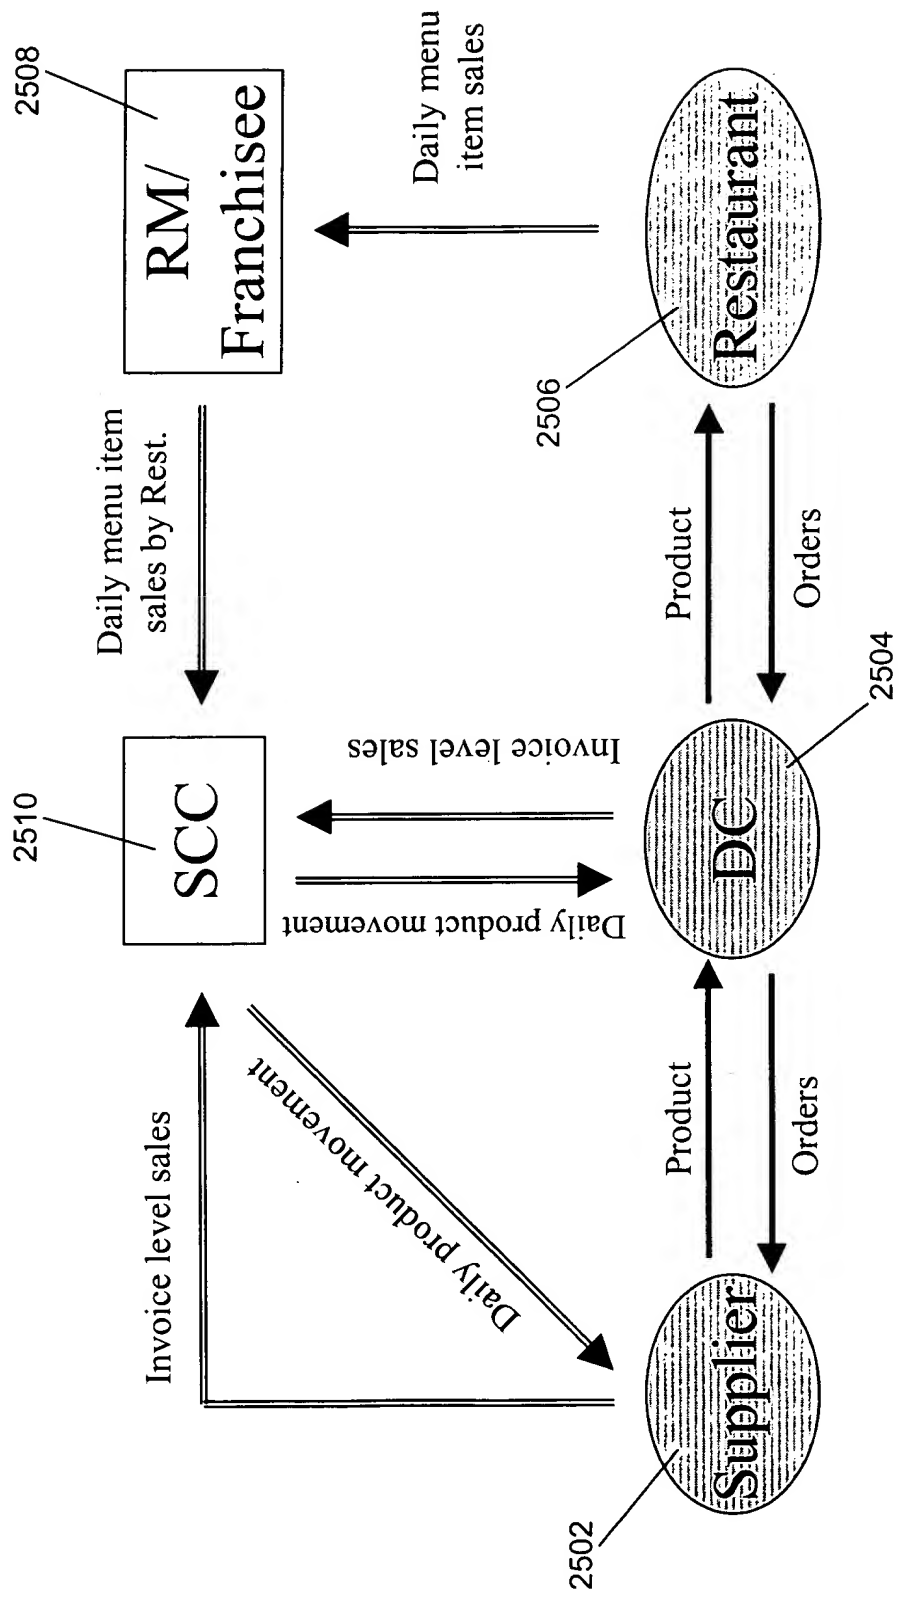 2510
2508
SCC
RM/
Franchisee
Daily menu item
sales by Rest.
Invoice level sales
Daily product movement
Daily product movement
Invoice level sales
Daily menu
item sales
2502
2506
Supplier
Product
Orders
DC
Product
Orders
Restaurant
2504